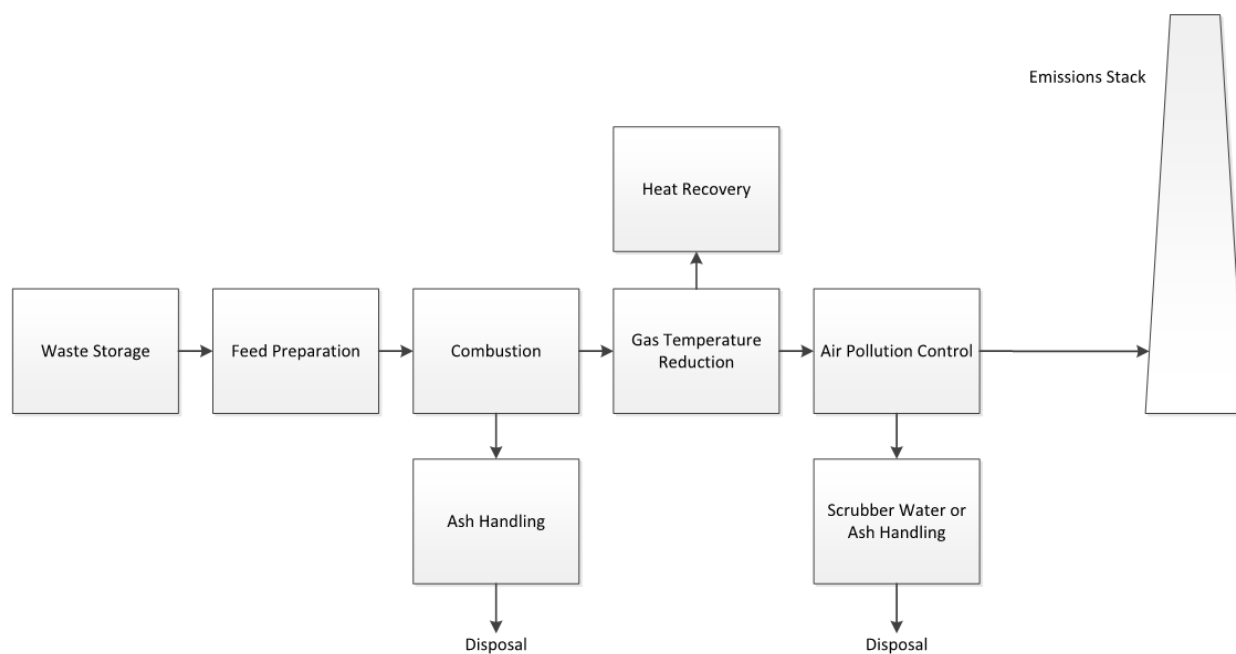 Emissions Stack
Heat Recovery
Waste Storage
Feed Preparation
Combustion
Gas Temperature
Reduction
Air Pollution Control
Ash Handling
Scrubber Water or
Ash Handling
Disposal
Disposal